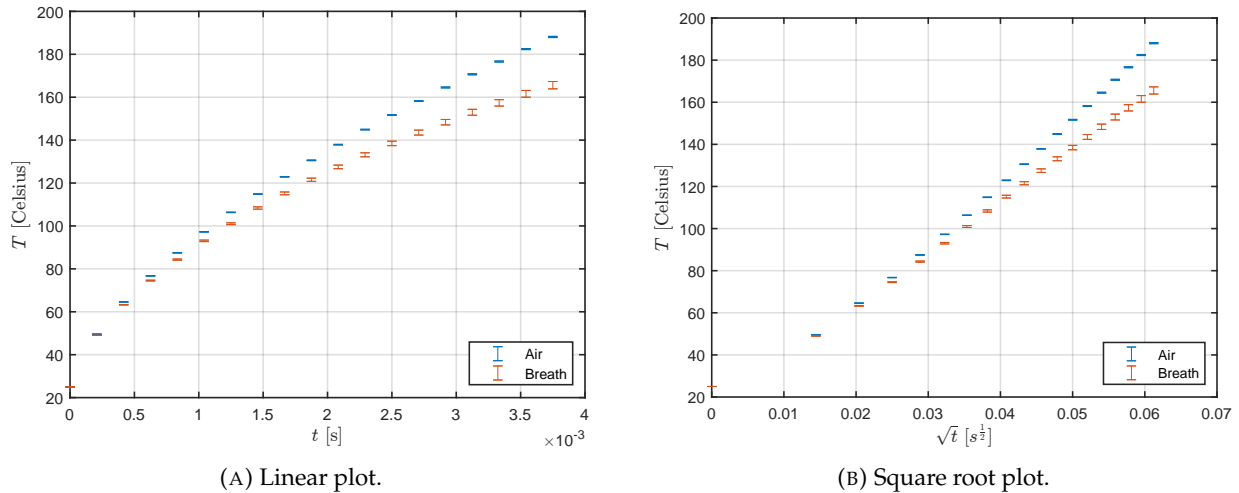 200
180
160
140
120
100
80
60
40
20
T [Celsius]
0 0.5 1 1.5 2 2.5 3 3.5 4
t [s]
×10⁻³
Air
Breath
(A) Linear plot.
200
180
160
140
120
100
80
60
40
20
T [Celsius]
0 0.01 0.02 0.03 0.04 0.05 0.06 0.07
√t [s^½]
Air
Breath
(B) Square root plot.